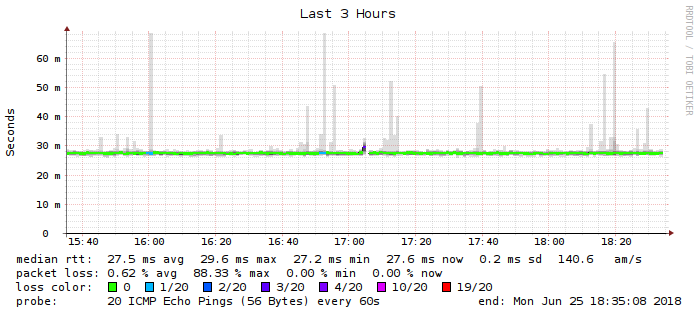 Last 3 Hours
RRDTOOL / TOBI OETIKER
Seconds
60 m
50 m
40 m
30 m
20 m
10 m
0
15:40 16:00 16:20 16:40 17:00 17:20 17:40 18:00 18:20
median rtt: 27.5 ms avg 29.6 ms max 27.2 ms min 27.6 ms now 0.2 ms sd 140.6 am/s
packet loss: 0.62 % avg 88.33 % max 0.00 % min 0.00 % now
loss color: 0 1/20 2/20 3/20 4/20 10/20 19/20
probe: 20 ICMP Echo Pings (56 Bytes) every 60s end: Mon Jun 25 18:35:08 2018